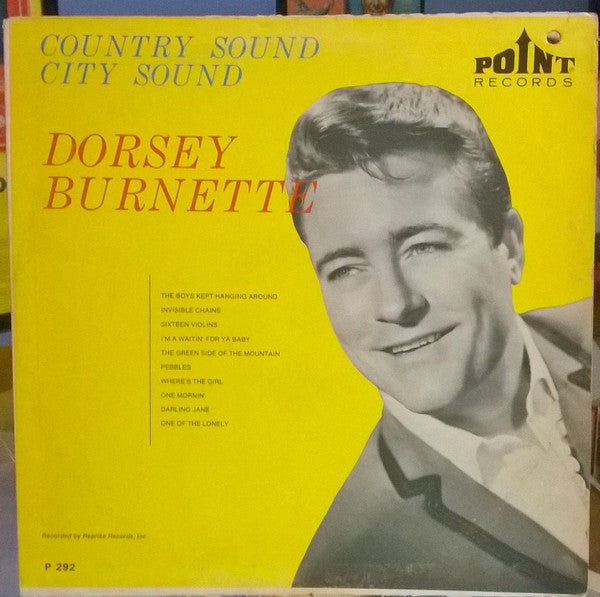 COUNTRY SOUND
CITY SOUND
POINT
RECORDS
DORSEY
BURNETTE
THE BOYS KEPT HANGING AROUND
INVISIBLE CHAINS
SIXTEEN VIOLINS
I'M A WAITIN' FOR YA BABY
THE GREEN SIDE OF THE MOUNTAIN
PEBBLES
WHERE'S THE GIRL
ONE MORNIN'
DARLING JANE
ONE OF THE LONELY
Recorded by Reprise Records, Inc.
P 292